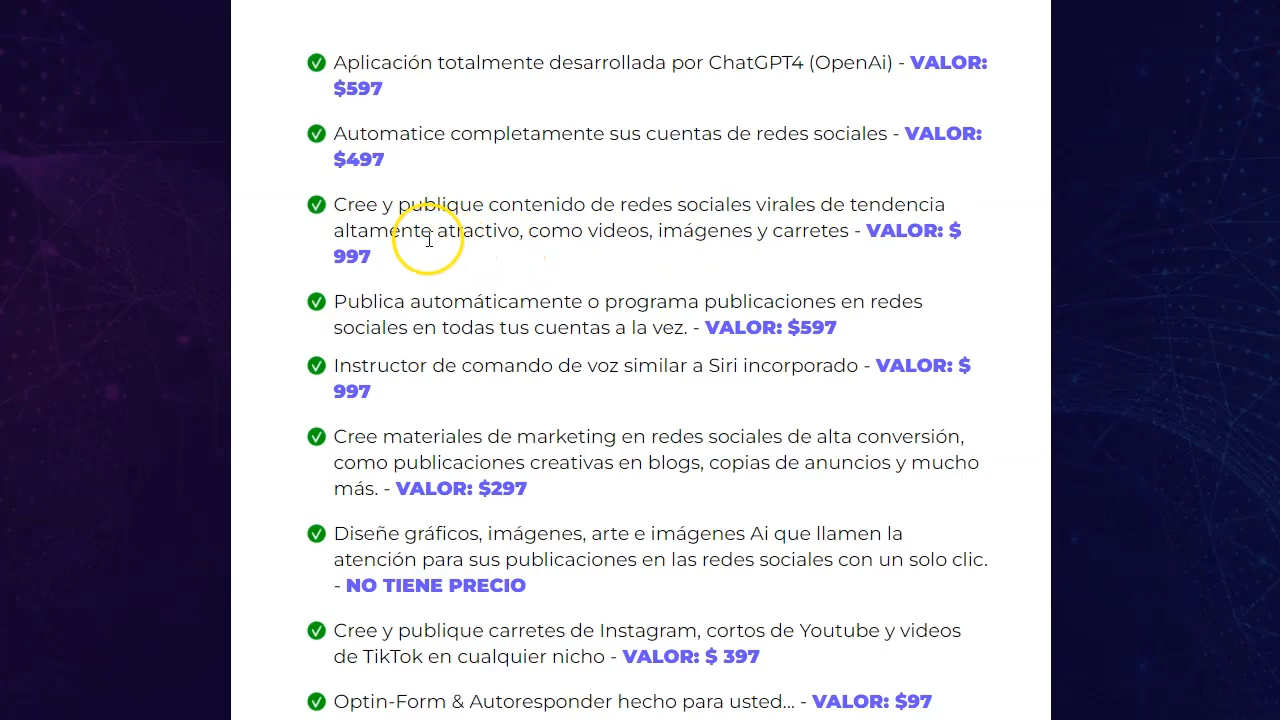 Aplicación totalmente desarrollada por ChatGPT4 (OpenAi) - VALOR:
$597
Automatice completamente sus cuentas de redes sociales - VALOR:
$497
Cree y publique contenido de redes sociales virales de tendencia
altamente atractivo, como videos, imágenes y carretes - VALOR: $
997
Publica automáticamente o programa publicaciones en redes
sociales en todas tus cuentas a la vez. - VALOR: $597
Instructor de comando de voz similar a Siri incorporado - VALOR: $
997
Cree materiales de marketing en redes sociales de alta conversión,
como publicaciones creativas en blogs, copias de anuncios y mucho
más. - VALOR: $297
Diseñe gráficos, imágenes, arte e imágenes Ai que llamen la
atención para sus publicaciones en las redes sociales con un solo clic.
- NO TIENE PRECIO
Cree y publique carretes de Instagram, cortos de Youtube y videos
de TikTok en cualquier nicho - VALOR: $ 397
Optin-Form & Autoresponder hecho para usted... - VALOR: $97